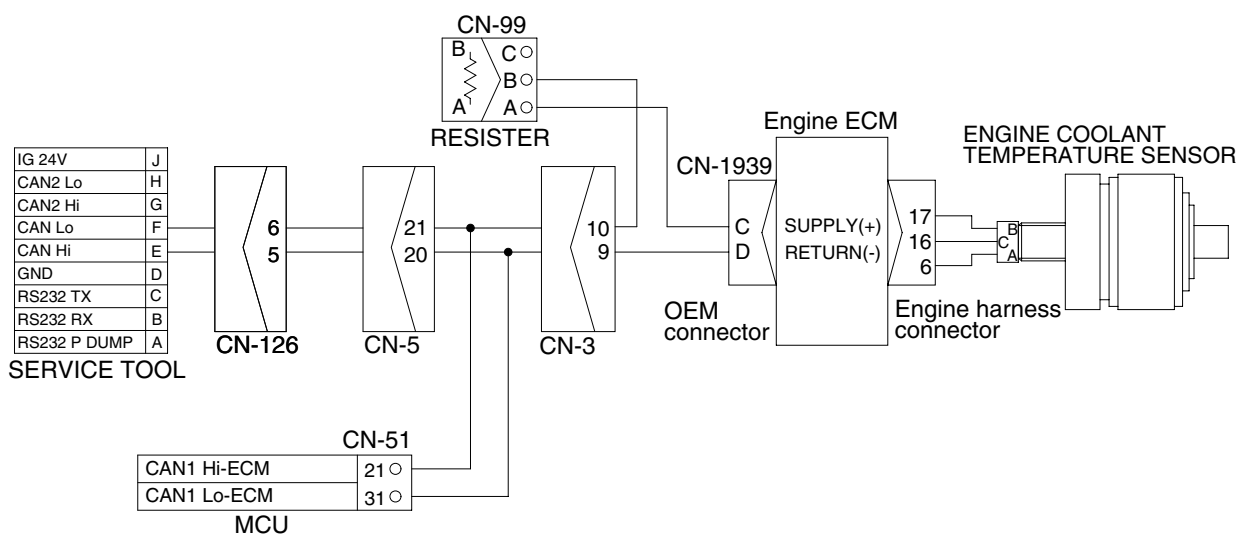 CN-99
B
C
B
A
A
RESISTER
Engine ECM
ENGINE COOLANT
TEMPERATURE SENSOR
CN-1939
IG 24V J
CAN2 Lo H
CAN2 Hi G
CAN Lo F
CAN Hi E
GND D
RS232 TX C
RS232 RX B
RS232 P DUMP A
SERVICE TOOL
6
5
CN-126
21
20
CN-5
10
9
CN-3
C
D
SUPPLY(+)
RETURN(-)
17
16
6
B
C
A
OEM
connector
Engine harness
connector
CN-51
CAN1 Hi-ECM 21
CAN1 Lo-ECM 31
MCU